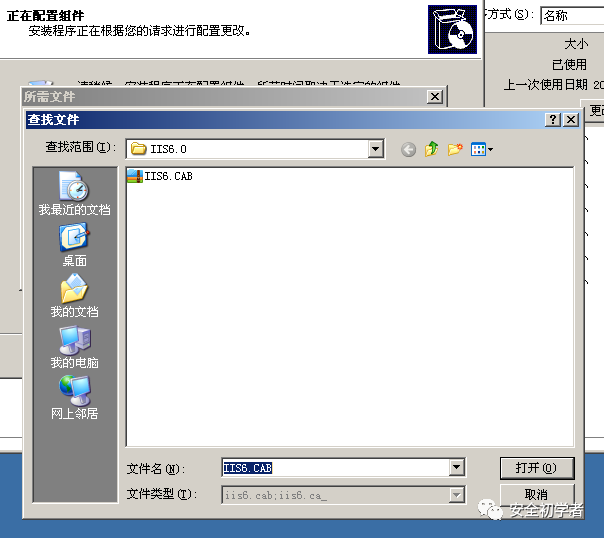 正在配置组件
安装程序正在根据您的请求进行配置更改。
序方式(S): 名称
大小
已使用
上一次使用日期 20
更改
所需文件
查找文件
查找范围(I): IIS6.0
IIS6.CAB
我最近的文档
桌面
我的文档
我的电脑
网上邻居
文件名(N): IIS6.CAB
打开(O)
文件类型(T): iis6.cab;iis6.ca_
取消
安全初学者